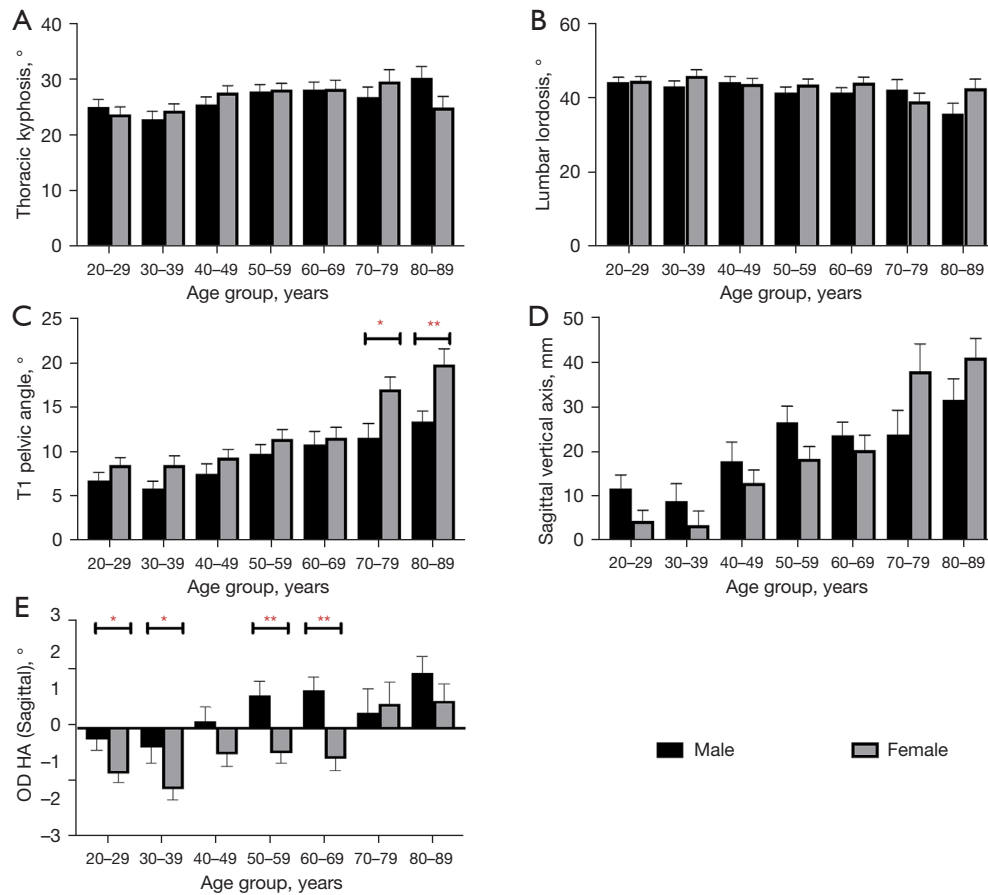 A
Thoracic kyphosis, °
40
30
20
10
0
20–29 30–39 40–49 50–59 60–69 70–79 80–89
Age group, years
B
Lumbar lordosis, °
60
40
20
0
20–29 30–39 40–49 50–59 60–69 70–79 80–89
Age group, years
C
T1 pelvic angle, °
25
20
15
10
5
0
* **
20–29 30–39 40–49 50–59 60–69 70–79 80–89
Age group, years
D
Sagittal vertical axis, mm
50
40
30
20
10
0
20–29 30–39 40–49 50–59 60–69 70–79 80–89
Age group, years
E
OD HA (Sagittal), °
3
2
1
0
–1
–2
–3
* * ** **
20–29 30–39 40–49 50–59 60–69 70–79 80–89
Age group, years
Male
Female